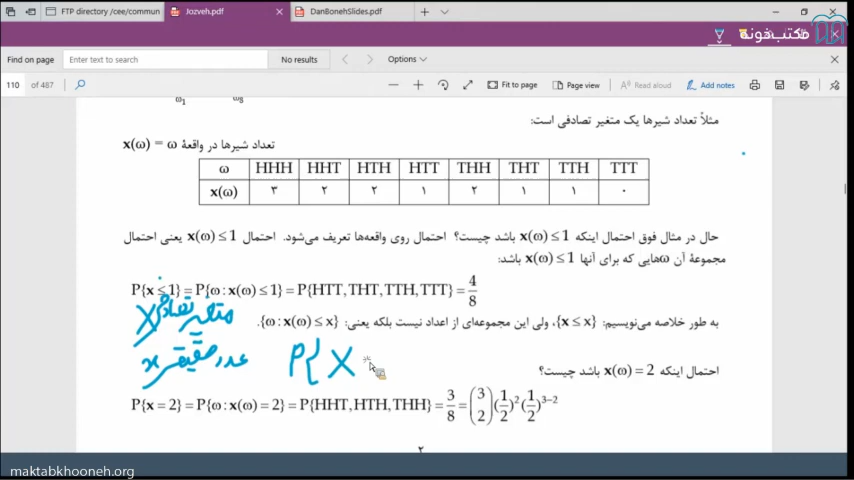 FTP directory /cee/commun
Jozveh.pdf
DanBonehSlides.pdf
مکتب‌خونه
Find on page
Enter text to search
No results
Options
110 of 487
Fit to page
Page view
Read aloud
Add notes
ω₁ ω₈
مثلاً تعداد شیرها یک متغیر تصادفی است:
x(ω) = ω تعداد شیرها در واقعهٔ
ω HHH HHT HTH HTT THH THT TTH TTT
x(ω) ۳ ۲ ۲ ۱ ۲ ۱ ۱ ۰
حال در مثال فوق احتمال اینکه x(ω) ≤ 1 باشد چیست؟ احتمال روی واقعه‌ها تعریف می‌شود. احتمال x(ω) ≤ 1 یعنی احتمال
مجموعهٔ آن ωهایی که برای آنها x(ω) ≤ 1 باشد:
P{x ≤ 1} = P{ω : x(ω) ≤ 1} = P{HTT, THT, TTH, TTT} = 4/8
X متغیر تصادفی
به طور خلاصه می‌نویسیم: {x ≤ x}، ولی این مجموعه‌ای از اعداد نیست بلکه یعنی: {ω : x(ω) ≤ x}.
x عدد حقیقی
P{ X
احتمال اینکه x(ω) = 2 باشد چیست؟
P{x = 2} = P{ω : x(ω) = 2} = P{HHT, HTH, THH} = 3/8 = (3 2)(1/2)²(1/2)³⁻²
۲
maktabkhooneh.org